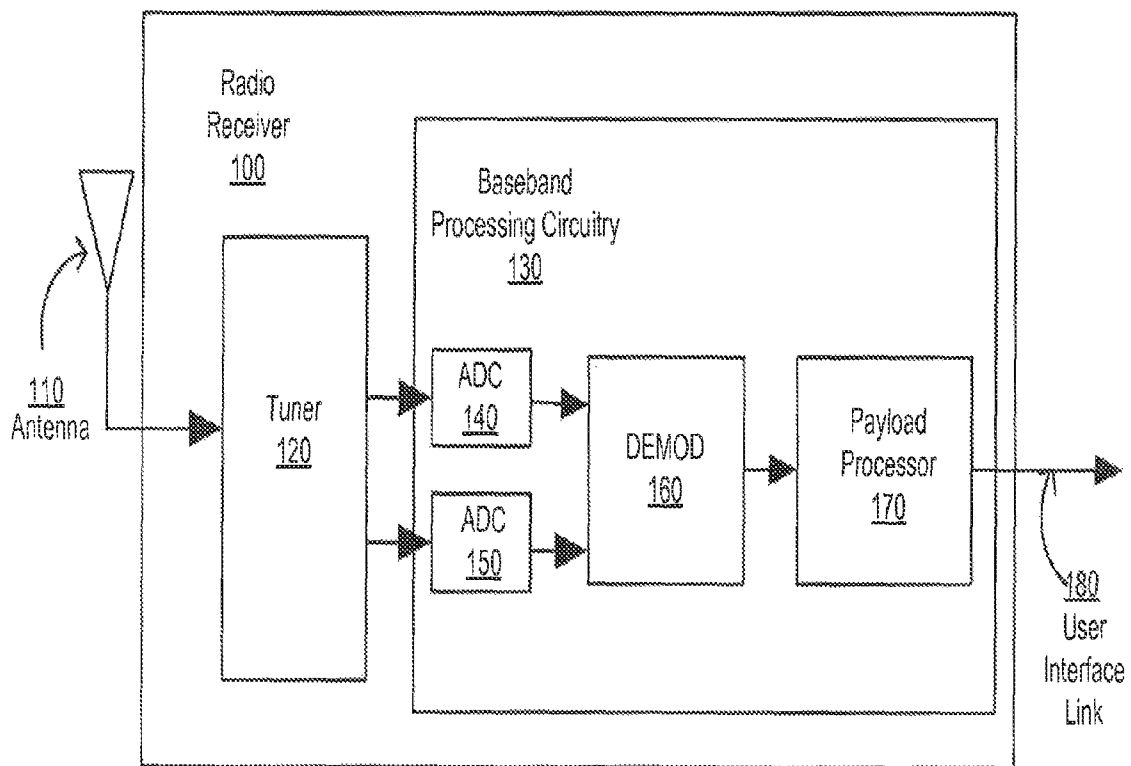 Radio
Receiver
100
Baseband
Processing Circuitry
130
110
Antenna
Tuner
120
ADC
140
ADC
150
DEMOD
160
Payload
Processor
170
180
User
Interface
Link